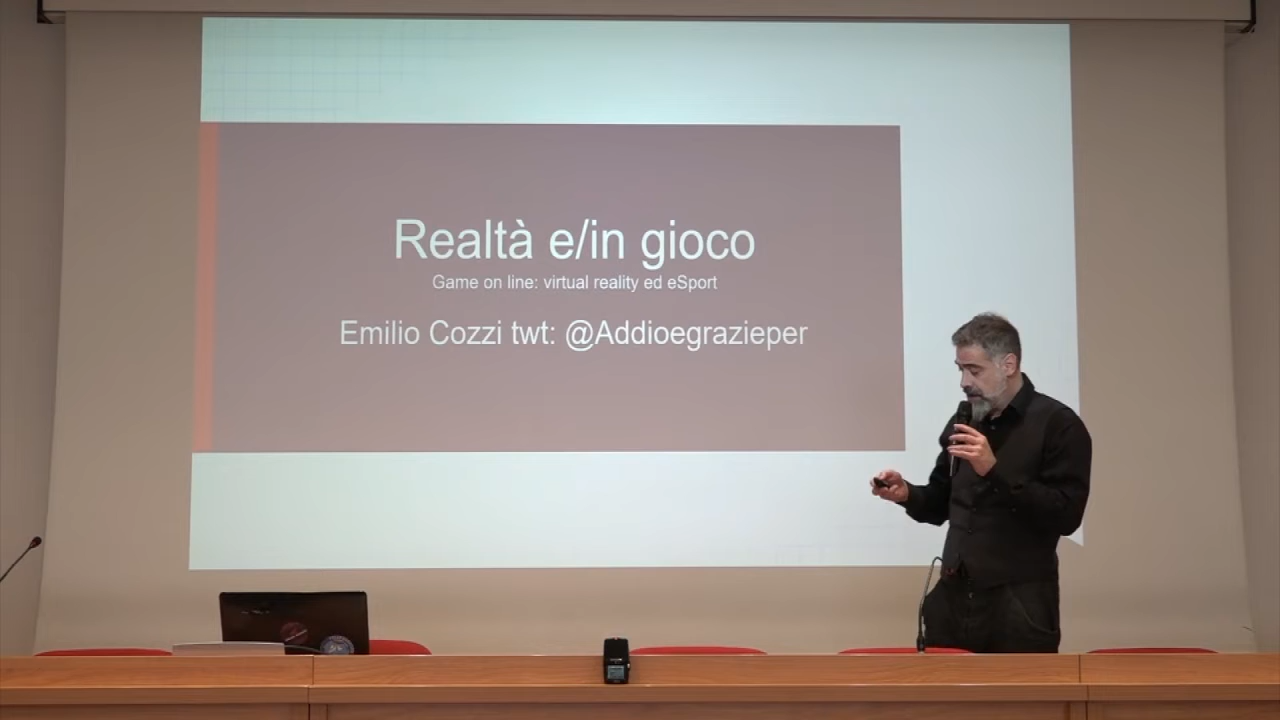 Realtà e/in gioco
Game on line: virtual reality ed eSport
Emilio Cozzi twt: @Addioegrazieper